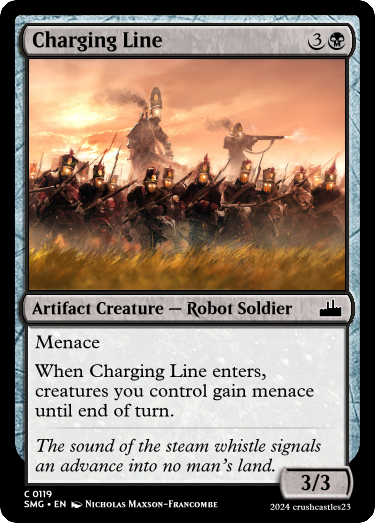 Charging Line 3
Artifact Creature — Robot Soldier
Menace
When Charging Line enters,
creatures you control gain menace
until end of turn.
The sound of the steam whistle signals
an advance into no man's land.
3/3
C 0119
SMG • EN Nicholas Maxson-Francombe
2024 crushcastles23